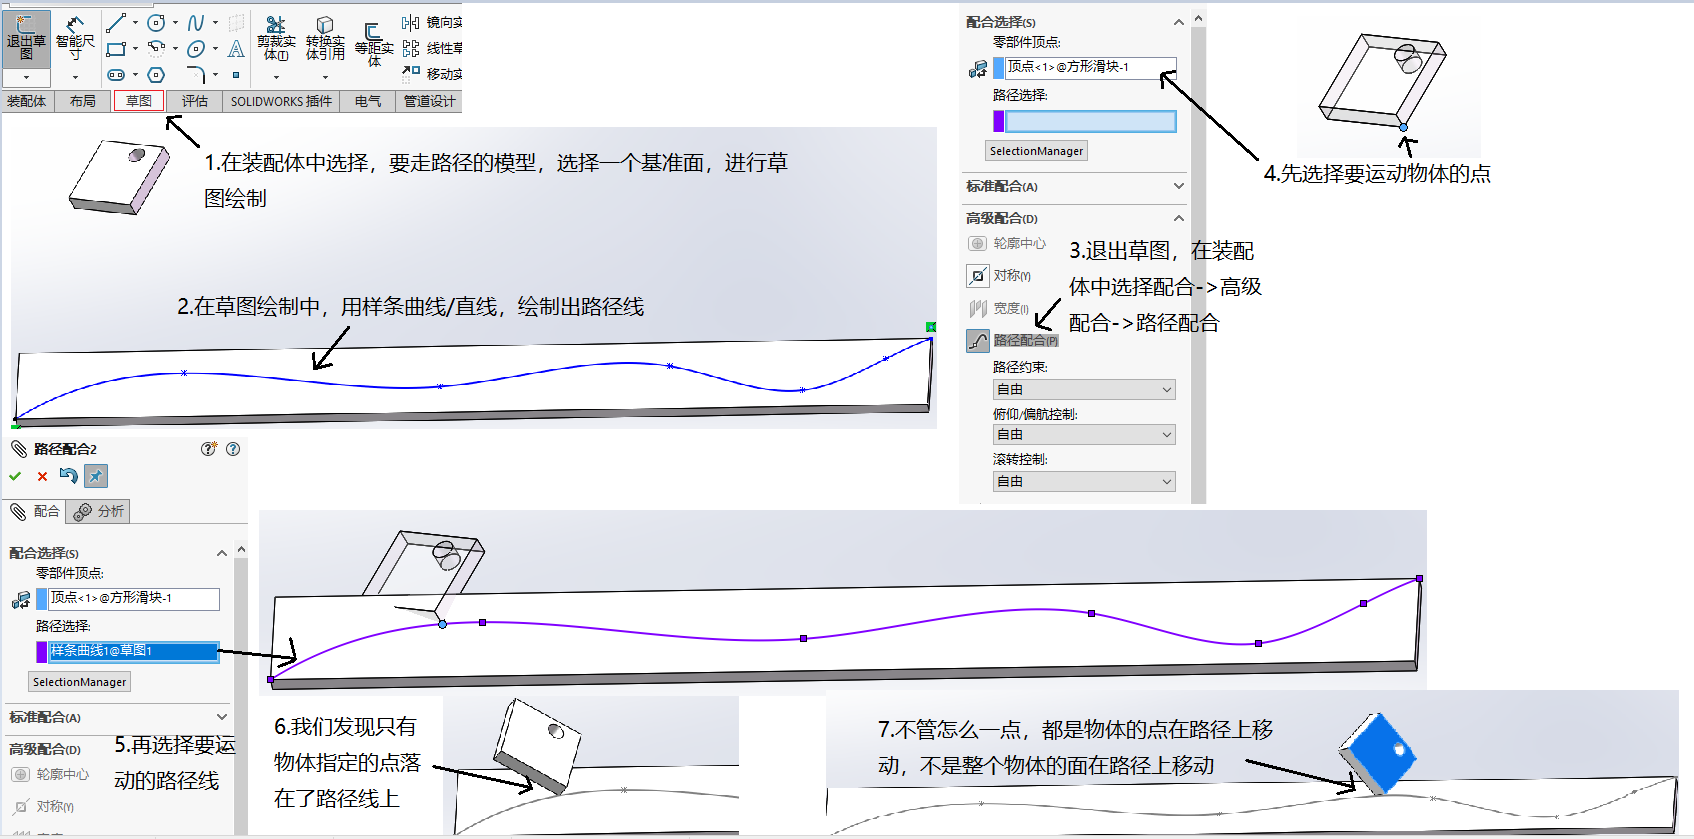 退出草图
智能尺寸
剪裁实体(T)
转换实体引用
等距实体
镜向实
线性草
移动实
装配体 布局 草图 评估 SOLIDWORKS 插件 电气 管道设计
1.在装配体中选择，要走路径的模型，选择一个基准面，进行草
图绘制
2.在草图绘制中，用样条曲线/直线，绘制出路径线
配合选择(S)
零部件顶点:
顶点<1>@方形滑块-1
路径选择:
SelectionManager
标准配合(A)
高级配合(D)
轮廓中心
对称(Y)
宽度(I)
路径配合(P)
路径约束:
自由
俯仰/偏航控制:
自由
滚转控制:
自由
4.先选择要运动物体的点
3.退出草图，在装配
体中选择配合->高级
配合->路径配合
路径配合2
配合 分析
配合选择(S)
零部件顶点:
顶点<1>@方形滑块-1
路径选择:
样条曲线1@草图1
SelectionManager
标准配合(A)
高级配合(D)
轮廓中心
对称(Y)
5.再选择要运
动的路径线
6.我们发现只有
物体指定的点落
在了路径线上
7.不管怎么一点，都是物体的点在路径上移
动，不是整个物体的面在路径上移动